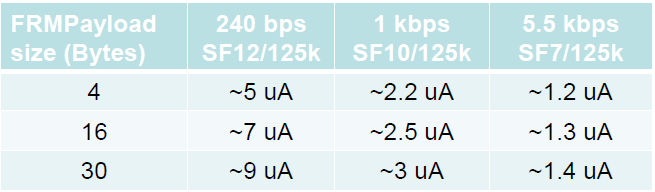 FRMPayload size (Bytes) 240 bps SF12/125k 1 kbps SF10/125k 5.5 kbps SF7/125k
4 ~5 uA ~2.2 uA ~1.2 uA
16 ~7 uA ~2.5 uA ~1.3 uA
30 ~9 uA ~3 uA ~1.4 uA